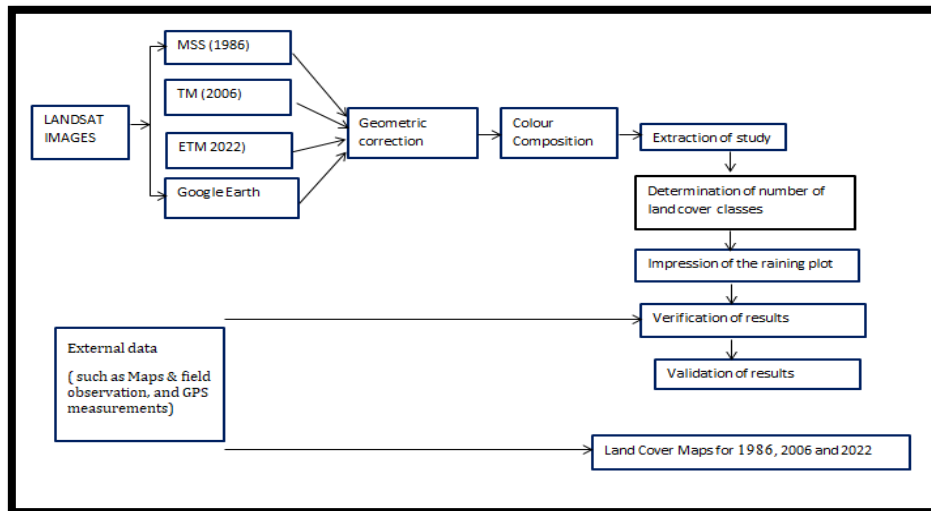 MSS (1986)
TM (2006)
LANDSAT
IMAGES
ETM 2022)
Google Earth
Geometric
correction
Colour
Composition
Extraction of study
Determination of number of
land cover classes
Impression of the raining plot
Verification of results
Validation of results
External data
( such as Maps & field
observation, and GPS
measurements)
Land Cover Maps for 1986, 2006 and 2022